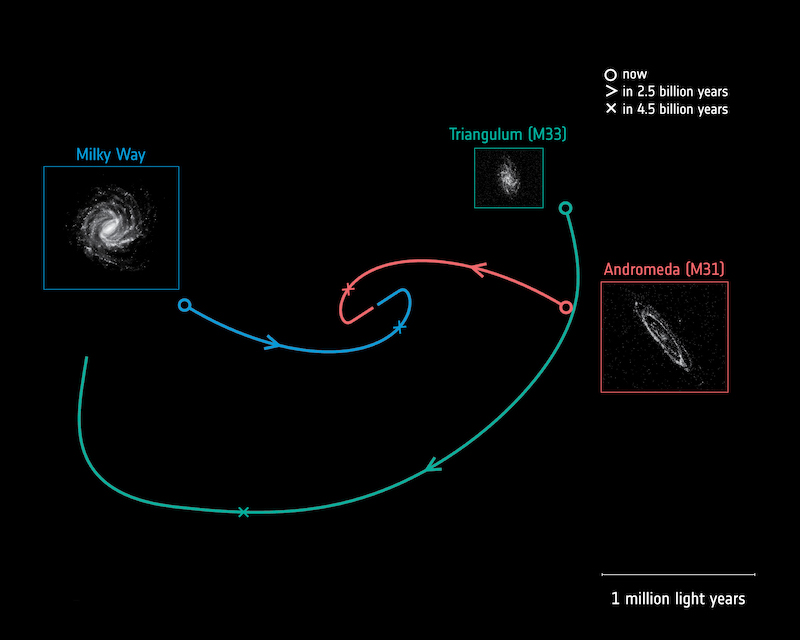 now
in 2.5 billion years
in 4.5 billion years
Triangulum (M33)
Milky Way
Andromeda (M31)
1 million light years